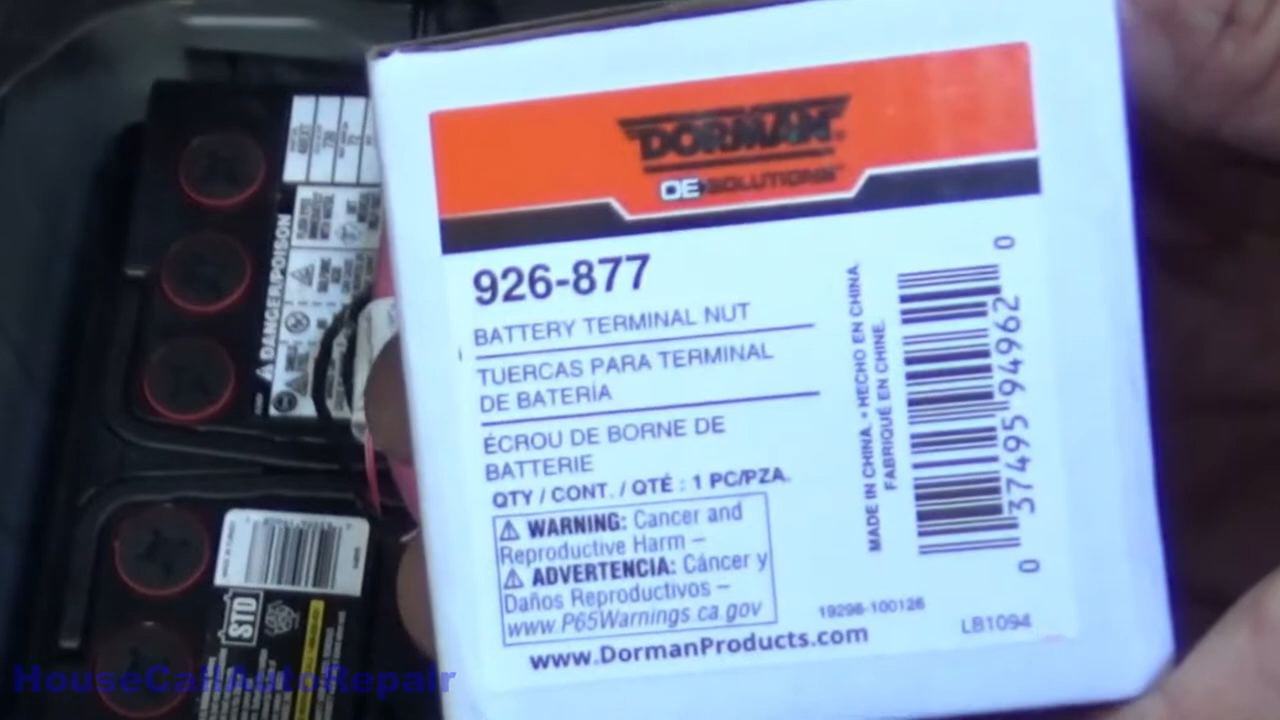 DORMAN
OE SOLUTIONS
926-877
BATTERY TERMINAL NUT
TUERCAS PARA TERMINAL
DE BATERÍA
ÉCROU DE BORNE DE
BATTERIE
QTY / CONT. / QTÉ : 1 PC/PZA.
⚠ WARNING: Cancer and
Reproductive Harm –
⚠ ADVERTENCIA: Cáncer y
Daños Reproductivos –
www.P65Warnings.ca.gov
www.DormanProducts.com
MADE IN CHINA. • HECHO EN CHINA.
FABRIQUÉ EN CHINE.
0 37495 94962 0
19296-100126
LB1094
⚠ DANGER/POISON
STD
HouseCallAutoRepair